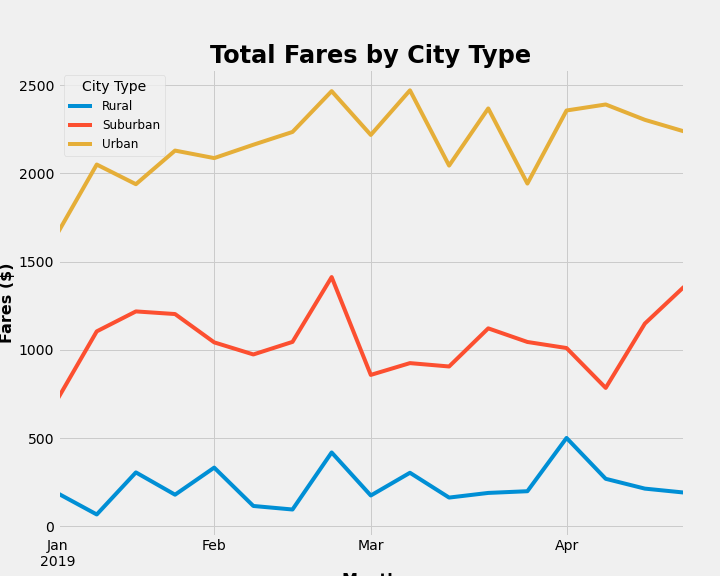 Total Fares by City Type
City Type
Rural
Suburban
Urban
2500
2000
1500
1000
500
0
Fares ($)
Jan
2019
Feb
Mar
Apr